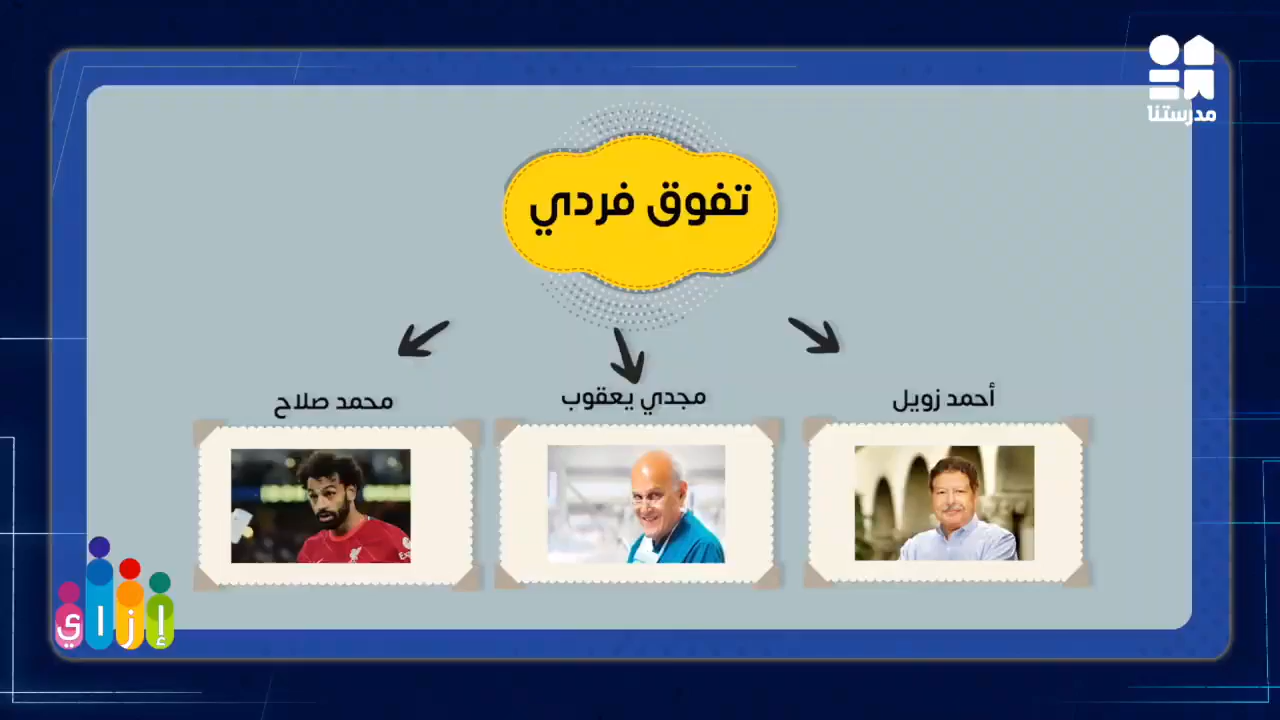 مدرستنا
تفوق فردي
أحمد زويل
مجدي يعقوب
محمد صلاح
إزاي